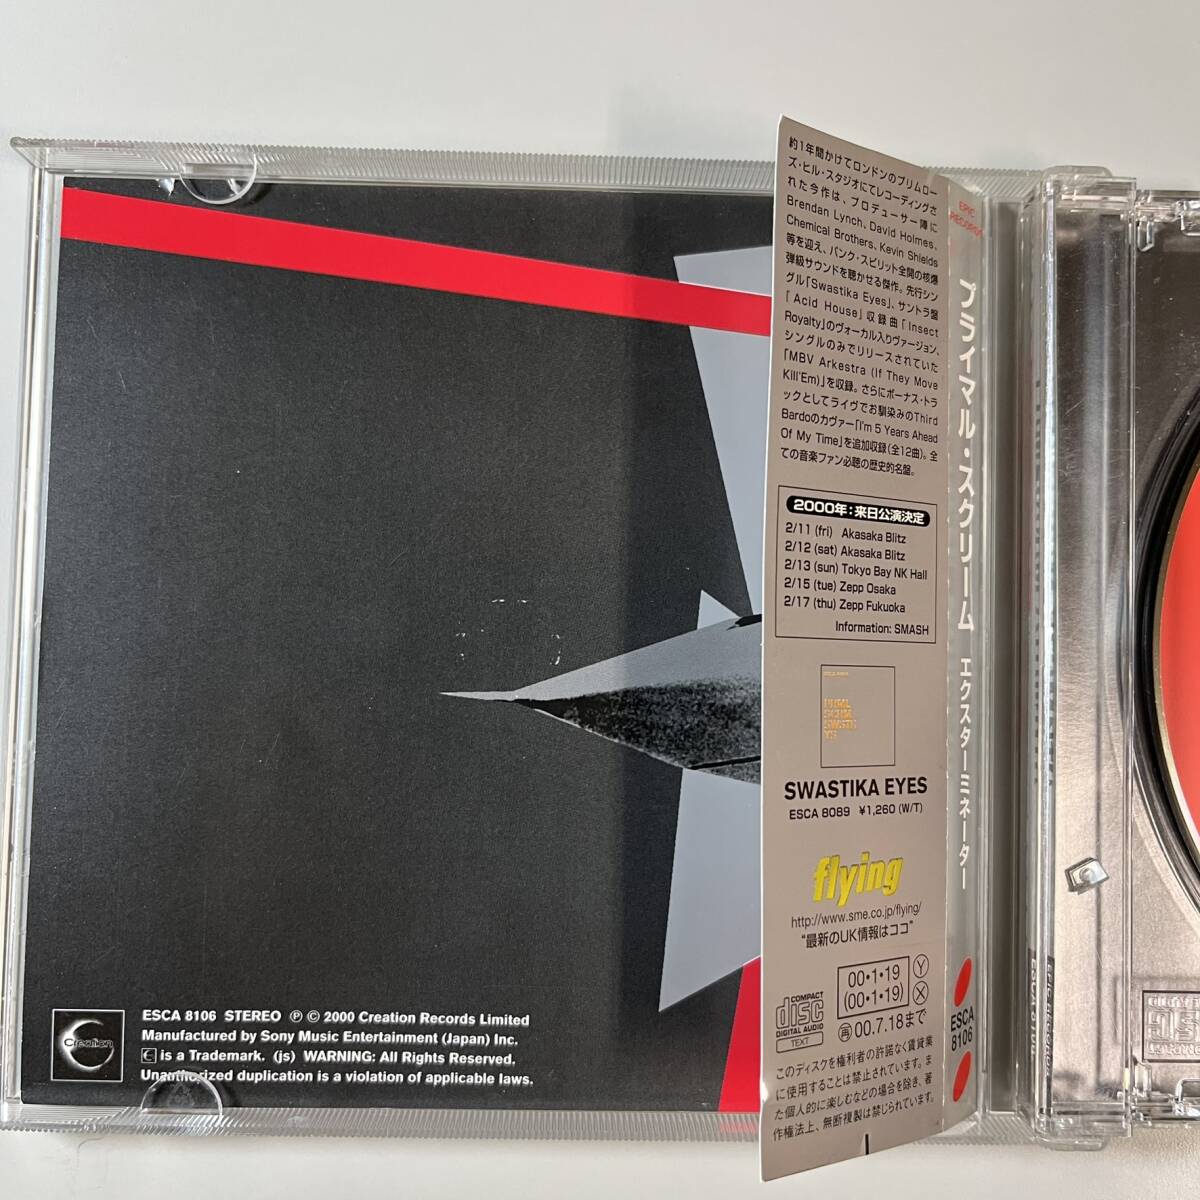 約1年間かけてロンドンのプリムロー
ズ・ヒル・スタジオにてレコーディングさ
れた今作は、プロデューサー陣に
Brendan Lynch, David Holmes,
Chemical Brothers, Kevin Shields
等を迎え、パンク・スピリット全開の核爆
弾級サウンドを聴かせる傑作。先行シン
グル「Swastika Eyes」、サントラ盤
「Acid House」収録曲「Insect
Royalty」のヴォーカル入りヴァージョン、
シングルのみでリリースされていた
「MBV Arkestra (If They Move
Kill'Em)」を収録。さらにボーナス・トラ
ックとしてライヴでお馴染みのThird
Bardoのカヴァー「I'm 5 Years Ahead
Of My Time」を追加収録(全12曲)。全
ての音楽ファン必聴の歴史的名盤。
2000年:来日公演決定
2/11 (fri) Akasaka Blitz
2/12 (sat) Akasaka Blitz
2/13 (sun) Tokyo Bay NK Hall
2/15 (tue) Zepp Osaka
2/17 (thu) Zepp Fukuoka
Information: SMASH
SWASTIKA EYES
ESCA 8089 ¥1,260 (W/T)
flying
http://www.sme.co.jp/flying/
"最新のUK情報はココ"
COMPACT
disc
DIGITAL AUDIO
TEXT
00・1・19
(00・1・19)
Y
X
再 00.7.18まで
このディスクを権利者の許諾なく賃貸業
に使用することは禁止されています。ま
た個人的に楽しむなどの場合を除き、著
作権法上、無断複製は禁じられています。
EPIC
RECORDS
プライマル・スクリーム エクスターミネーター
ESCA
8106
Creation
ESCA 8106 STEREO Ⓟ © 2000 Creation Records Limited
Manufactured by Sony Music Entertainment (Japan) Inc.
is a Trademark. (js) WARNING: All Rights Reserved.
Unauthorized duplication is a violation of applicable laws.